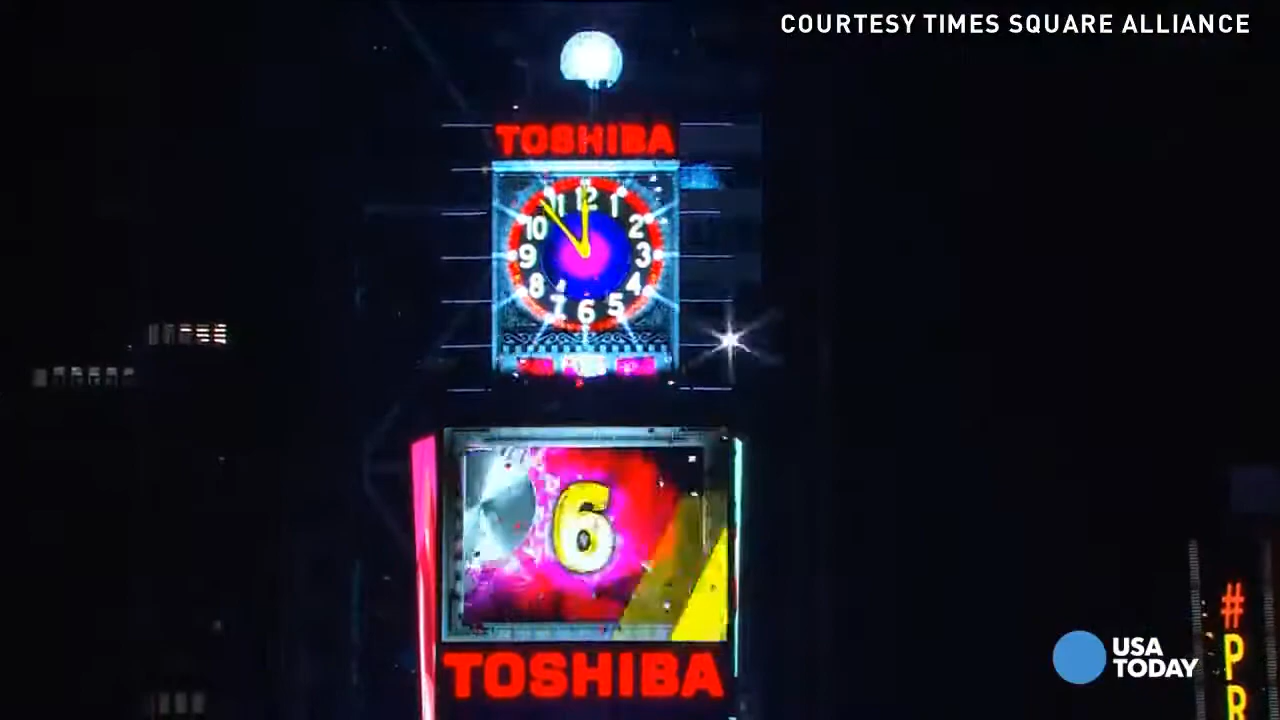 COURTESY TIMES SQUARE ALLIANCE
TOSHIBA
11 12 1
10 2
9 3
8 4
7 6 5
6
TOSHIBA
USA
TODAY
#
P
R